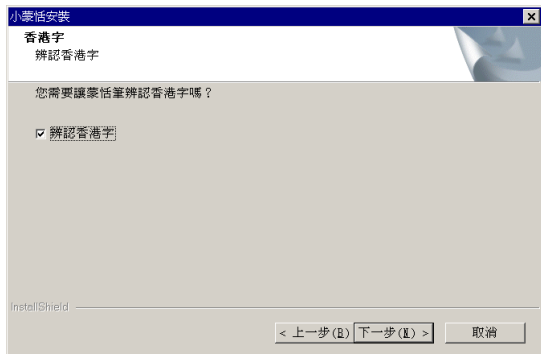 小蒙恬安裝
香港字
辨認香港字
您需要讓蒙恬筆辨認香港字嗎？
辨認香港字
InstallShield
< 上一步(B) 下一步(N) > 取消